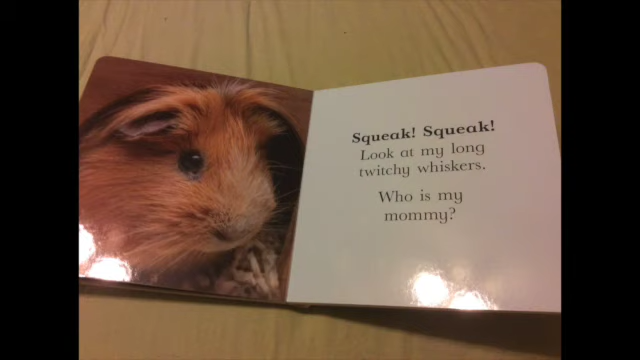 Squeak! Squeak!
Look at my long
twitchy whiskers.
Who is my
mommy?